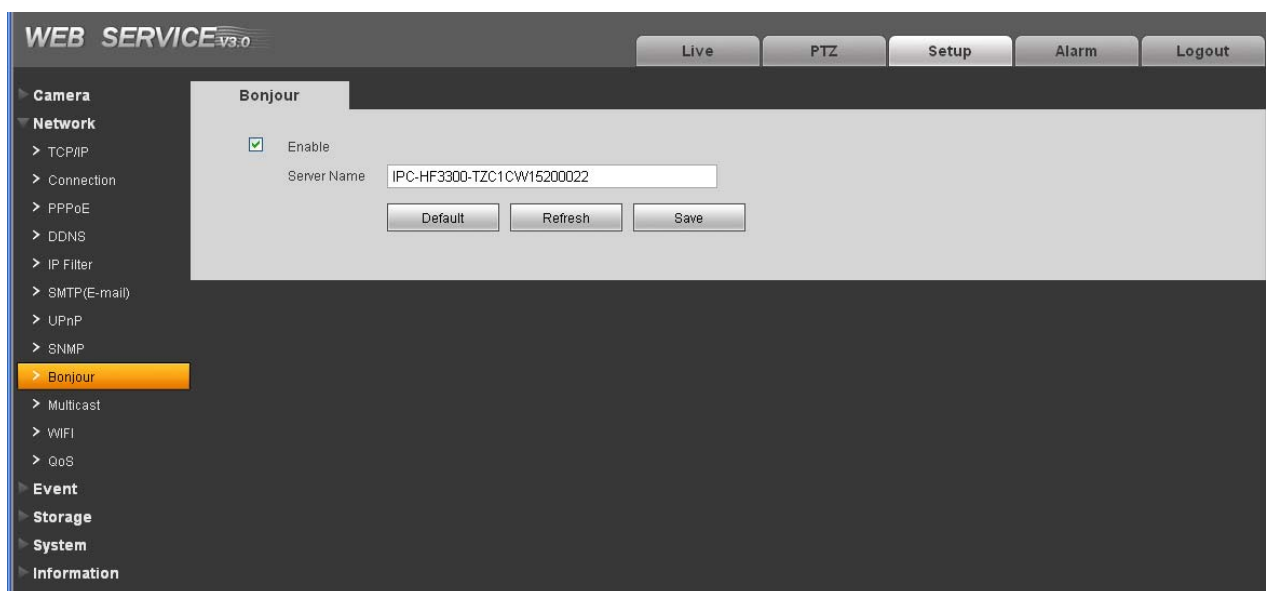 WEB SERVICE V3.0
Live PTZ Setup Alarm Logout
Camera
Network
> TCP/IP
> Connection
> PPPoE
> DDNS
> IP Filter
> SMTP(E-mail)
> UPnP
> SNMP
> Bonjour
> Multicast
> WIFI
> QoS
Event
Storage
System
Information
Bonjour
Enable
Server Name IPC-HF3300-TZC1CW15200022
Default Refresh Save